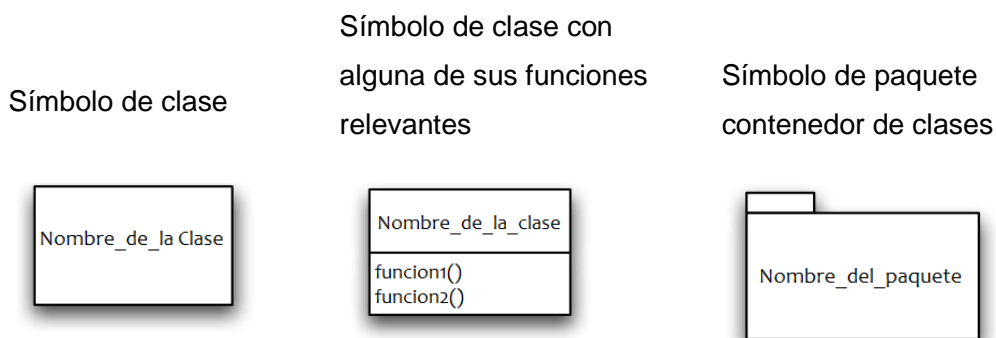 Símbolo de clase
Símbolo de clase con
alguna de sus funciones
relevantes
Símbolo de paquete
contenedor de clases
Nombre_de_la Clase
Nombre_de_la_clase
funcion1()
funcion2()
Nombre_del_paquete